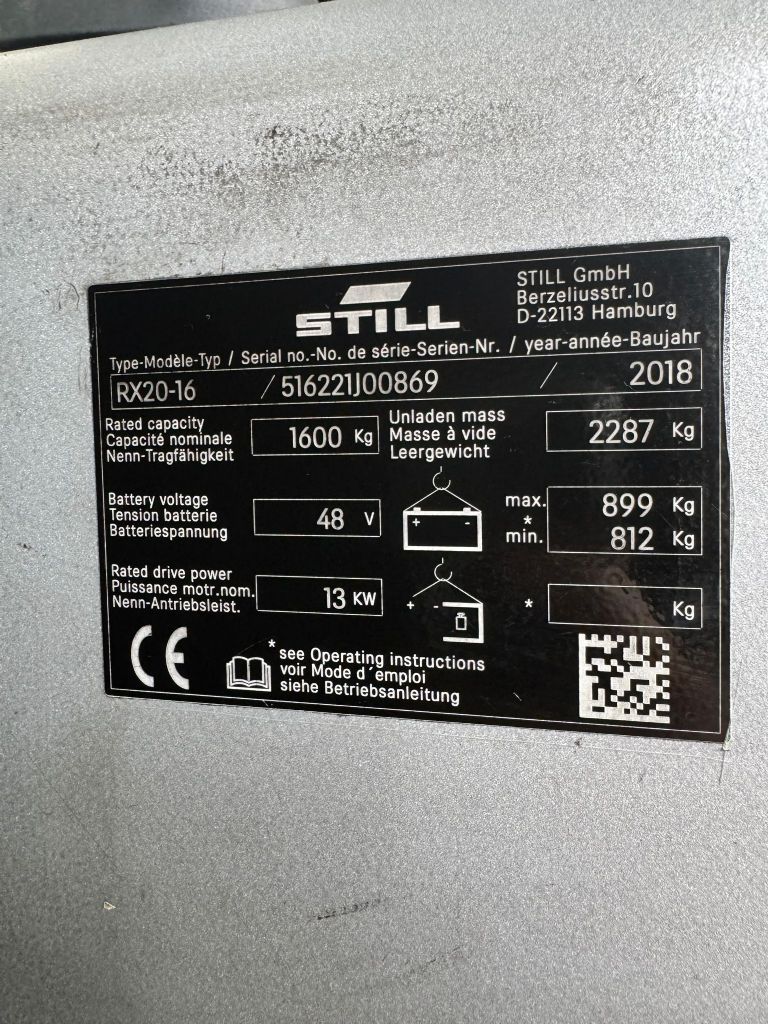 STILL
STILL GmbH
Berzeliusstr.10
D-22113 Hamburg
Type-Modèle-Typ / Serial no.-No. de série-Serien-Nr. / year-année-Baujahr
RX20-16 / 516221J00869 / 2018
Rated capacity
Capacité nominale
Nenn-Tragfähigkeit
1600 Kg
Unladen mass
Masse à vide
Leergewicht
2287 Kg
Battery voltage
Tension batterie
Batteriespannung
48 V
+ -
max. 899 Kg
*
min. 812 Kg
Rated drive power
Puissance motr.nom.
Nenn-Antriebsleist.
13 KW
+ -
* Kg
CE
* see Operating instructions
voir Mode d´emploi
siehe Betriebsanleitung